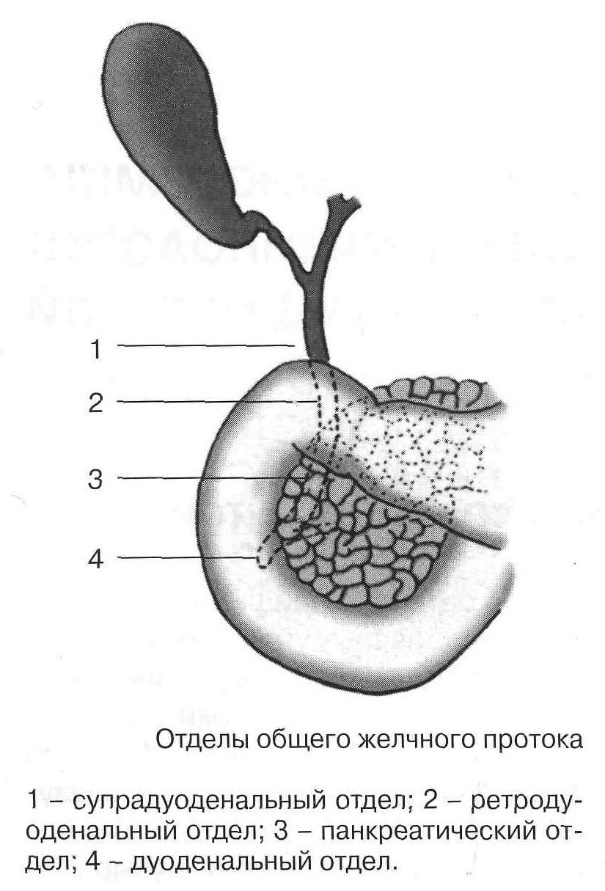 1
2
3
4
Отделы общего желчного протока
1 – супрадуоденальный отдел; 2 – ретроду-
оденальный отдел; 3 – панкреатический от-
дел; 4 – дуоденальный отдел.